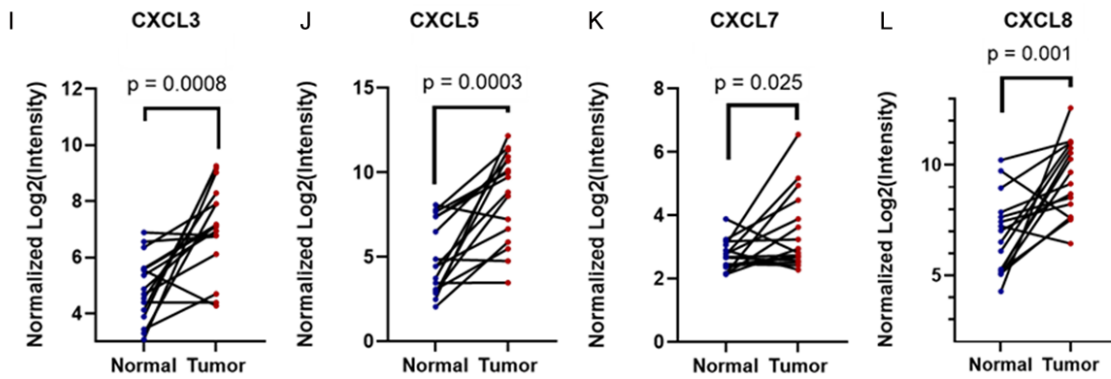 I
CXCL3
p = 0.0008
Normalized Log2(Intensity)
12
10
8
6
4
Normal Tumor
J
CXCL5
p = 0.0003
Normalized Log2(Intensity)
15
10
5
0
Normal Tumor
K
CXCL7
p = 0.025
Normalized Log2(Intensity)
8
6
4
2
0
Normal Tumor
L
CXCL8
p = 0.001
Normalized Log2(Intensity)
10
5
Normal Tumor